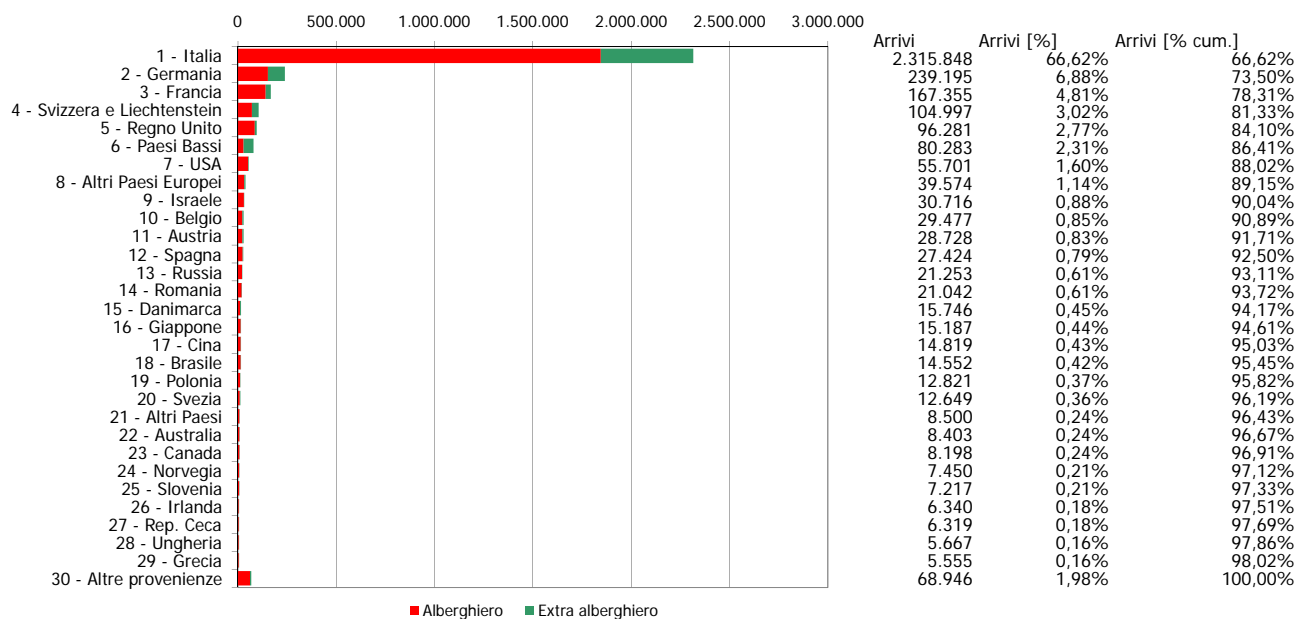 0 500.000 1.000.000 1.500.000 2.000.000 2.500.000 3.000.000
Arrivi Arrivi [%] Arrivi [% cum.]
1 - Italia 2.315.848 66,62% 66,62%
2 - Germania 239.195 6,88% 73,50%
3 - Francia 167.355 4,81% 78,31%
4 - Svizzera e Liechtenstein 104.997 3,02% 81,33%
5 - Regno Unito 96.281 2,77% 84,10%
6 - Paesi Bassi 80.283 2,31% 86,41%
7 - USA 55.701 1,60% 88,02%
8 - Altri Paesi Europei 39.574 1,14% 89,15%
9 - Israele 30.716 0,88% 90,04%
10 - Belgio 29.477 0,85% 90,89%
11 - Austria 28.728 0,83% 91,71%
12 - Spagna 27.424 0,79% 92,50%
13 - Russia 21.253 0,61% 93,11%
14 - Romania 21.042 0,61% 93,72%
15 - Danimarca 15.746 0,45% 94,17%
16 - Giappone 15.187 0,44% 94,61%
17 - Cina 14.819 0,43% 95,03%
18 - Brasile 14.552 0,42% 95,45%
19 - Polonia 12.821 0,37% 95,82%
20 - Svezia 12.649 0,36% 96,19%
21 - Altri Paesi 8.500 0,24% 96,43%
22 - Australia 8.403 0,24% 96,67%
23 - Canada 8.198 0,24% 96,91%
24 - Norvegia 7.450 0,21% 97,12%
25 - Slovenia 7.217 0,21% 97,33%
26 - Irlanda 6.340 0,18% 97,51%
27 - Rep. Ceca 6.319 0,18% 97,69%
28 - Ungheria 5.667 0,16% 97,86%
29 - Grecia 5.555 0,16% 98,02%
30 - Altre provenienze 68.946 1,98% 100,00%
Alberghiero Extra alberghiero